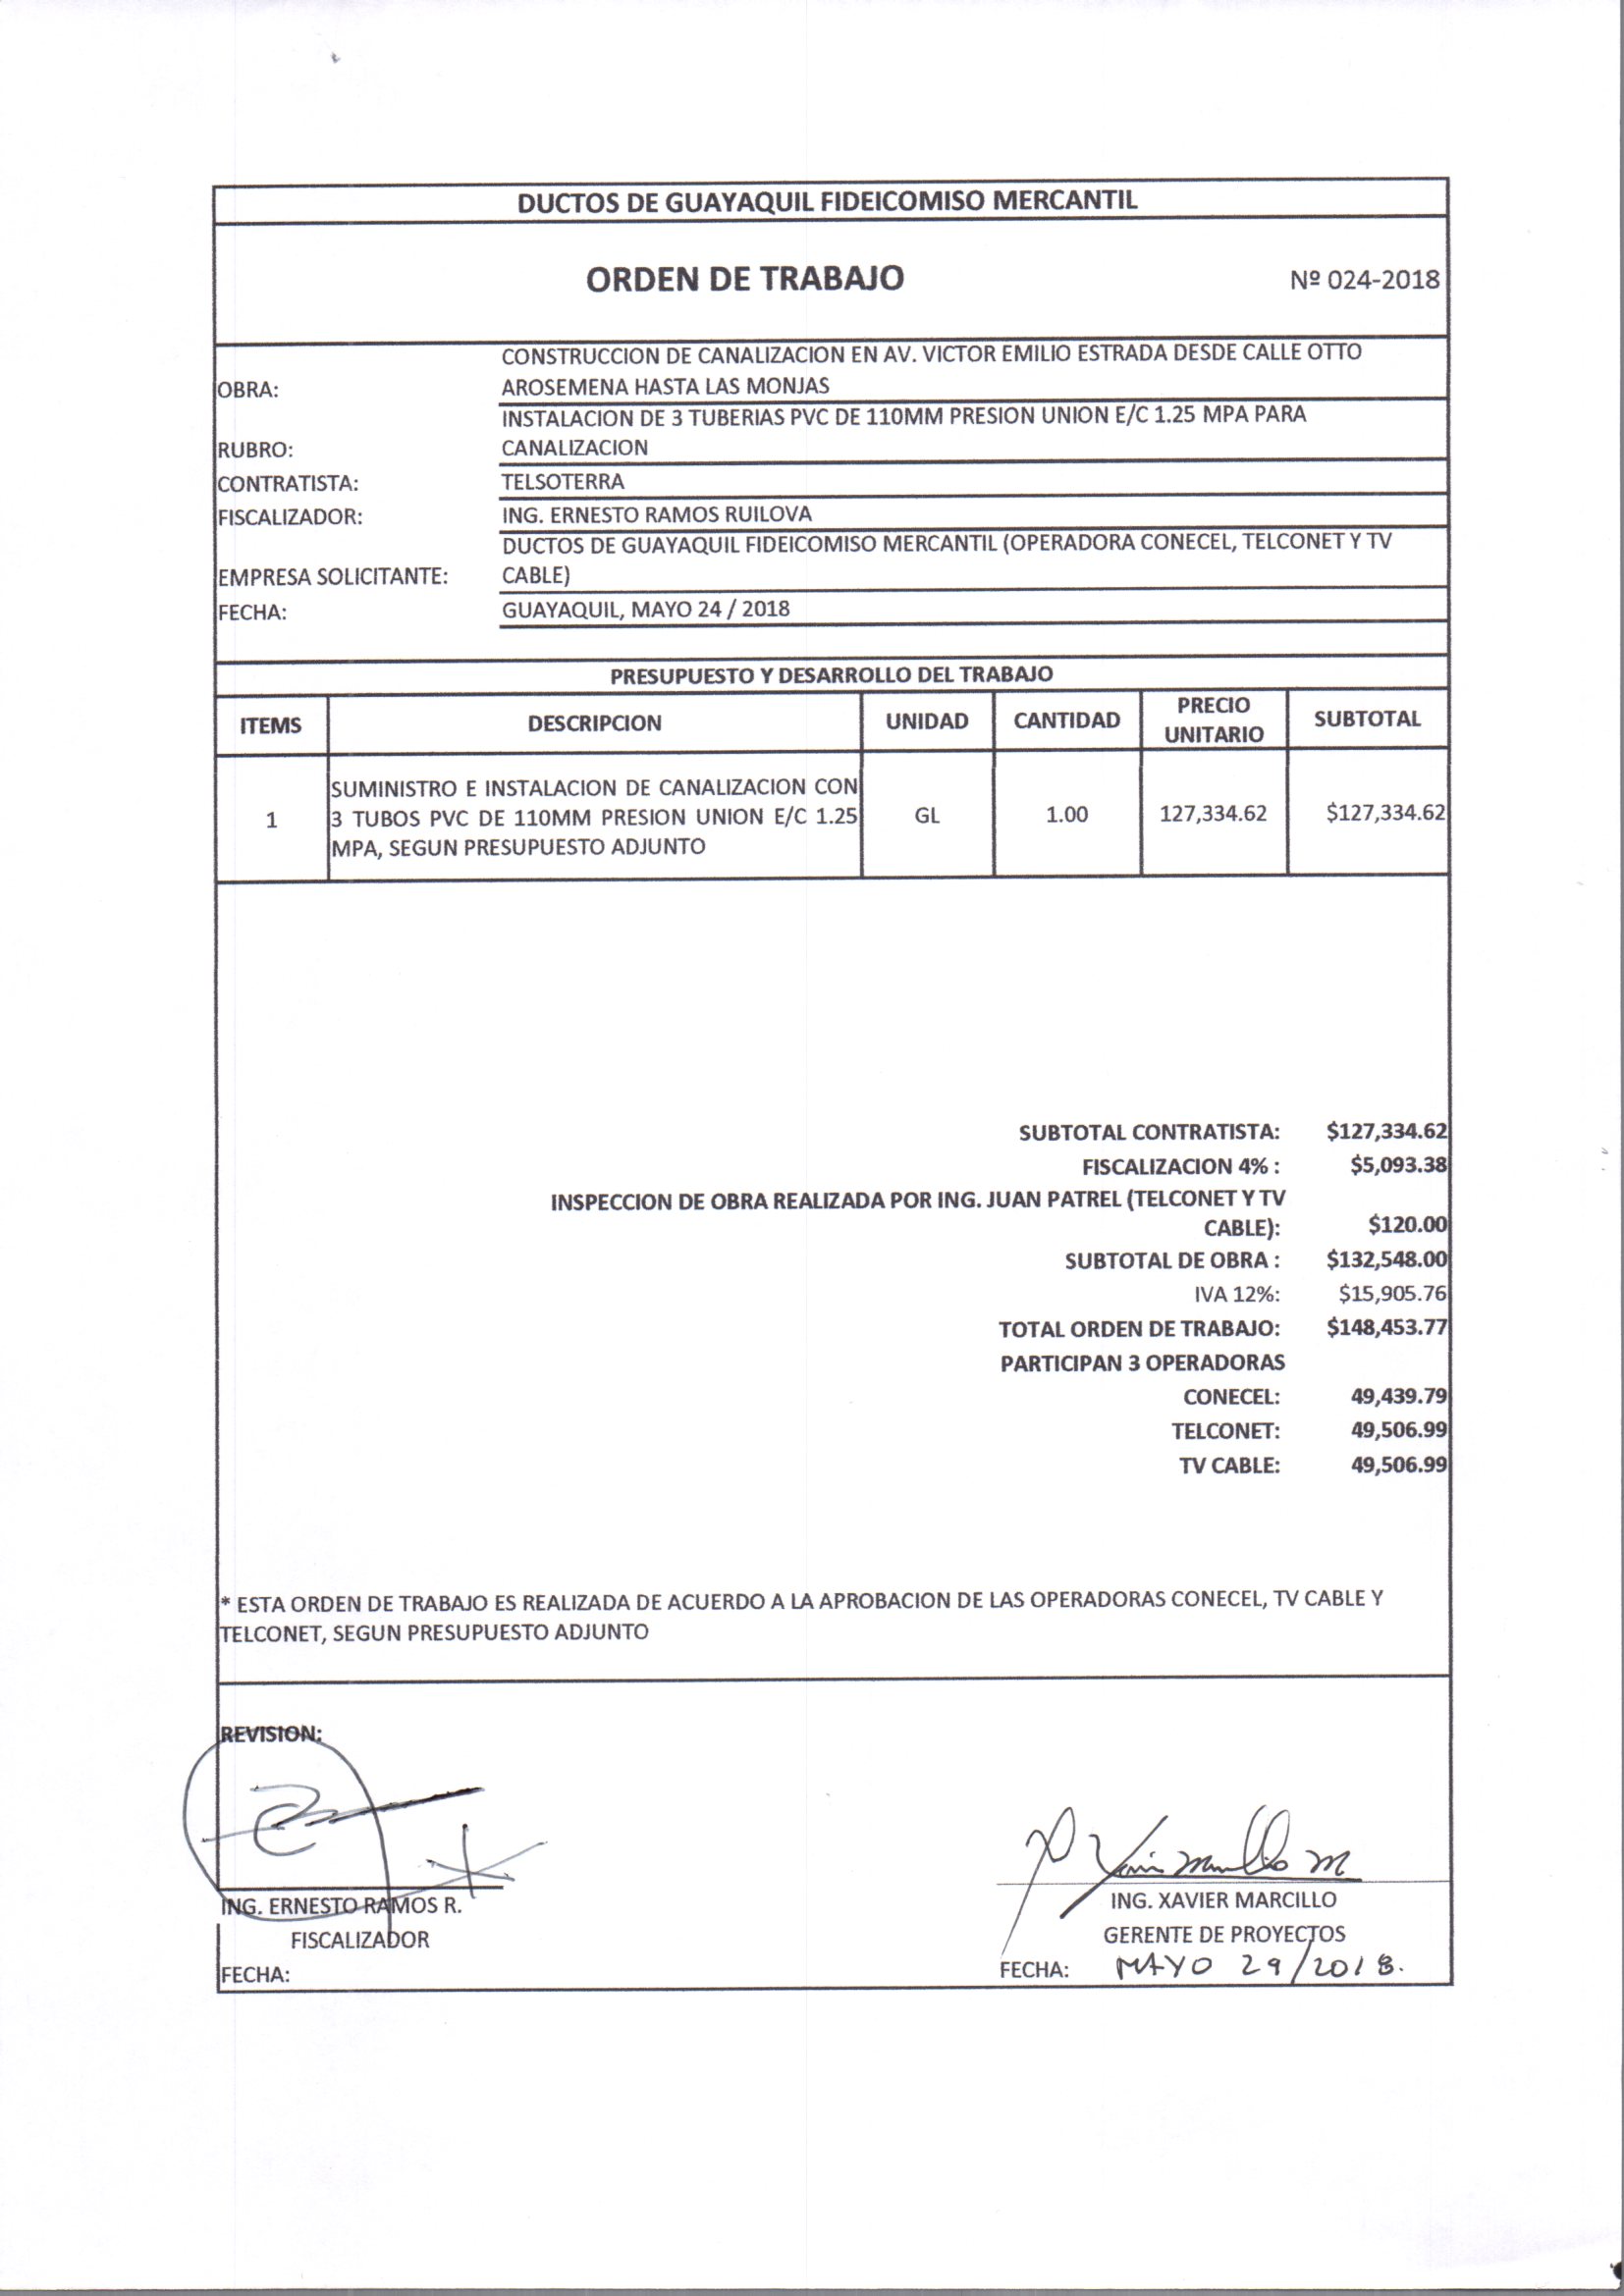 DUCTOS DE GUAYAQUIL FIDEICOMISO MERCANTIL
ORDEN DE TRABAJO
Nº 024-2018
OBRA:
CONSTRUCCION DE CANALIZACION EN AV. VICTOR EMILIO ESTRADA DESDE CALLE OTTO
AROSEMENA HASTA LAS MONJAS
RUBRO:
INSTALACION DE 3 TUBERIAS PVC DE 110MM PRESION UNION E/C 1.25 MPA PARA
CANALIZACION
CONTRATISTA: TELSOTERRA
FISCALIZADOR: ING. ERNESTO RAMOS RUILOVA
EMPRESA SOLICITANTE:
DUCTOS DE GUAYAQUIL FIDEICOMISO MERCANTIL (OPERADORA CONECEL, TELCONET Y TV
CABLE)
FECHA: GUAYAQUIL, MAYO 24 / 2018
PRESUPUESTO Y DESARROLLO DEL TRABAJO
ITEMS DESCRIPCION UNIDAD CANTIDAD PRECIO UNITARIO SUBTOTAL
1
SUMINISTRO E INSTALACION DE CANALIZACION CON
3 TUBOS PVC DE 110MM PRESION UNION E/C 1.25
MPA, SEGUN PRESUPUESTO ADJUNTO
GL 1.00 127,334.62 $127,334.62
SUBTOTAL CONTRATISTA: $127,334.62
FISCALIZACION 4% : $5,093.38
INSPECCION DE OBRA REALIZADA POR ING. JUAN PATREL (TELCONET Y TV
CABLE): $120.00
SUBTOTAL DE OBRA : $132,548.00
IVA 12%: $15,905.76
TOTAL ORDEN DE TRABAJO: $148,453.77
PARTICIPAN 3 OPERADORAS
CONECEL: 49,439.79
TELCONET: 49,506.99
TV CABLE: 49,506.99
* ESTA ORDEN DE TRABAJO ES REALIZADA DE ACUERDO A LA APROBACION DE LAS OPERADORAS CONECEL, TV CABLE Y
TELCONET, SEGUN PRESUPUESTO ADJUNTO
REVISION:
ING. ERNESTO RAMOS R.
FISCALIZADOR
FECHA:
ING. XAVIER MARCILLO
GERENTE DE PROYECTOS
FECHA: MAYO 29/2018.